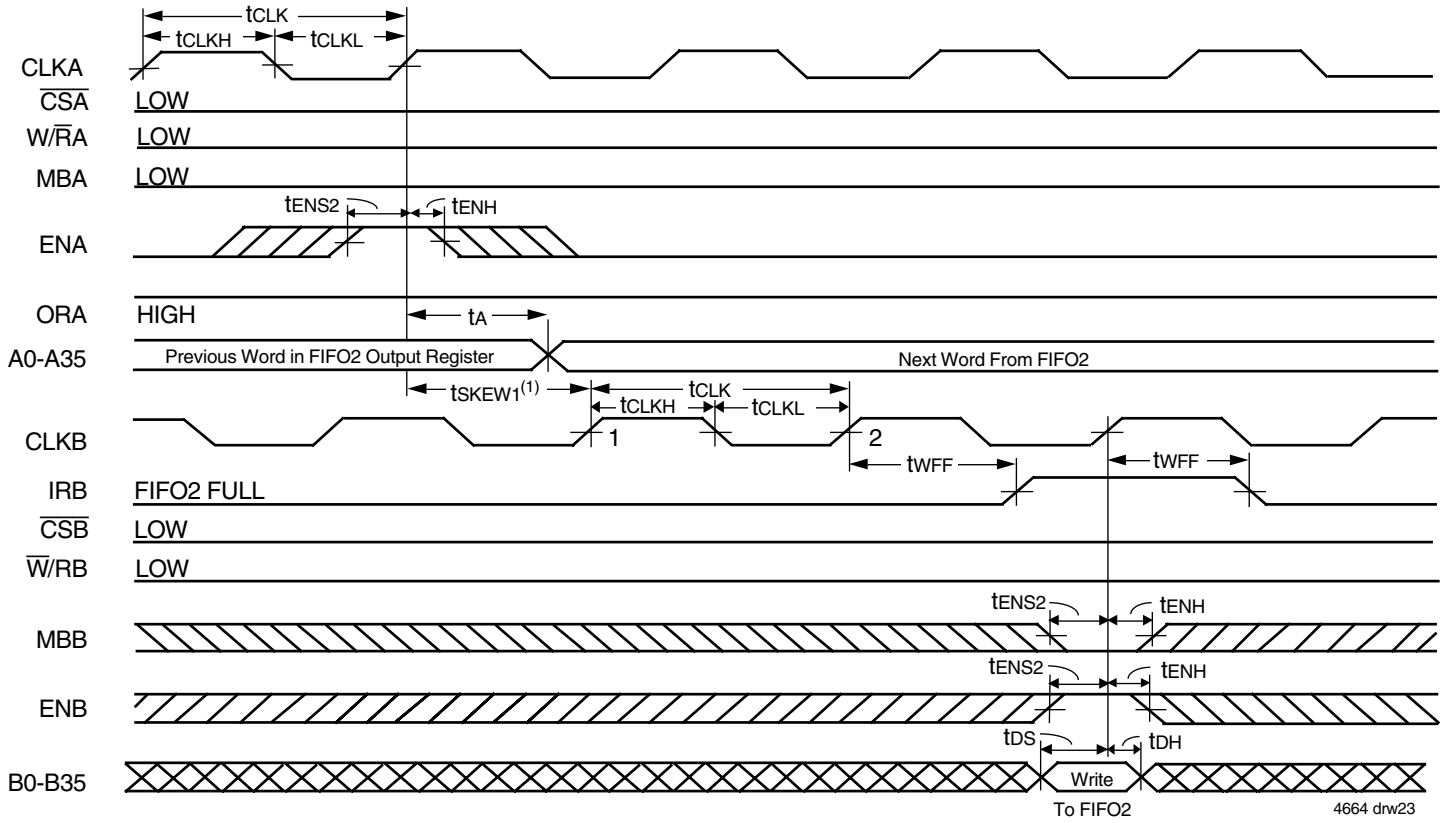 tCLK
tCLKH tCLKL
CLKA
CSA LOW
W/RA LOW
MBA LOW
tENS2 tENH
ENA
ORA HIGH
tA
A0-A35 Previous Word in FIFO2 Output Register Next Word From FIFO2
tSKEW1(1) tCLK
tCLKH tCLKL
CLKB 1 2
tWFF tWFF
IRB FIFO2 FULL
CSB LOW
W/RB LOW
tENS2 tENH
MBB
tENS2 tENH
ENB
tDS tDH
B0-B35 Write
To FIFO2 4664 drw23